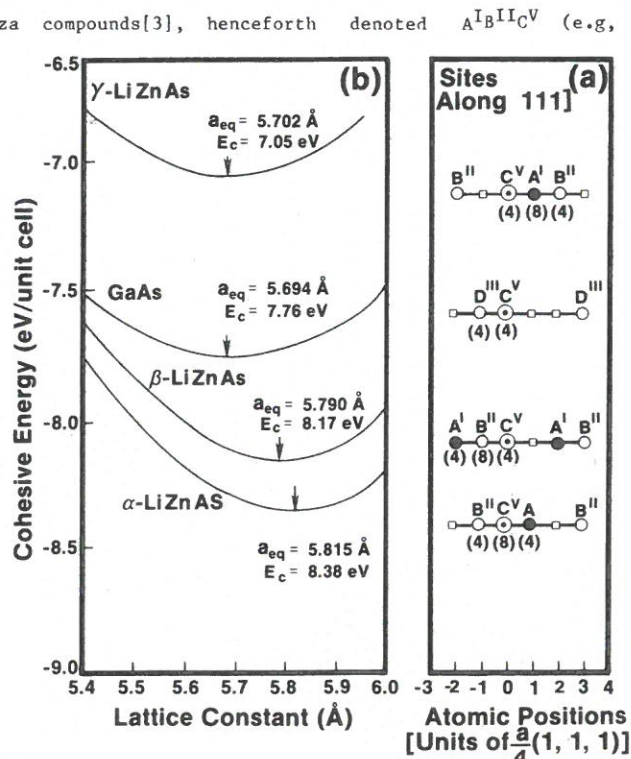 za compounds[3], henceforth denoted A^I B^II C^V (e.g,
-6.5
-7.0
-7.5
-8.0
-8.5
-9.0
Cohesive Energy (eV/unit cell)
(b)
γ-LiZnAs
a_eq = 5.702 Å
E_c = 7.05 eV
GaAs
a_eq = 5.694 Å
E_c = 7.76 eV
β-LiZnAs
a_eq = 5.790 Å
E_c = 8.17 eV
α-LiZnAS
a_eq = 5.815 Å
E_c = 8.38 eV
5.4 5.5 5.6 5.7 5.8 5.9 6.0
Lattice Constant (Å)
Sites (a)
Along 111]
B^II C^V A^I B^II
(4) (8) (4)
D^III C^V D^III
(4) (4)
A^I B^II C^V A^I B^II
(4) (8) (4)
B^II C^V A B^II
(4) (8) (4)
-3 -2 -1 0 1 2 3 4
Atomic Positions
[Units of a/4 (1, 1, 1)]